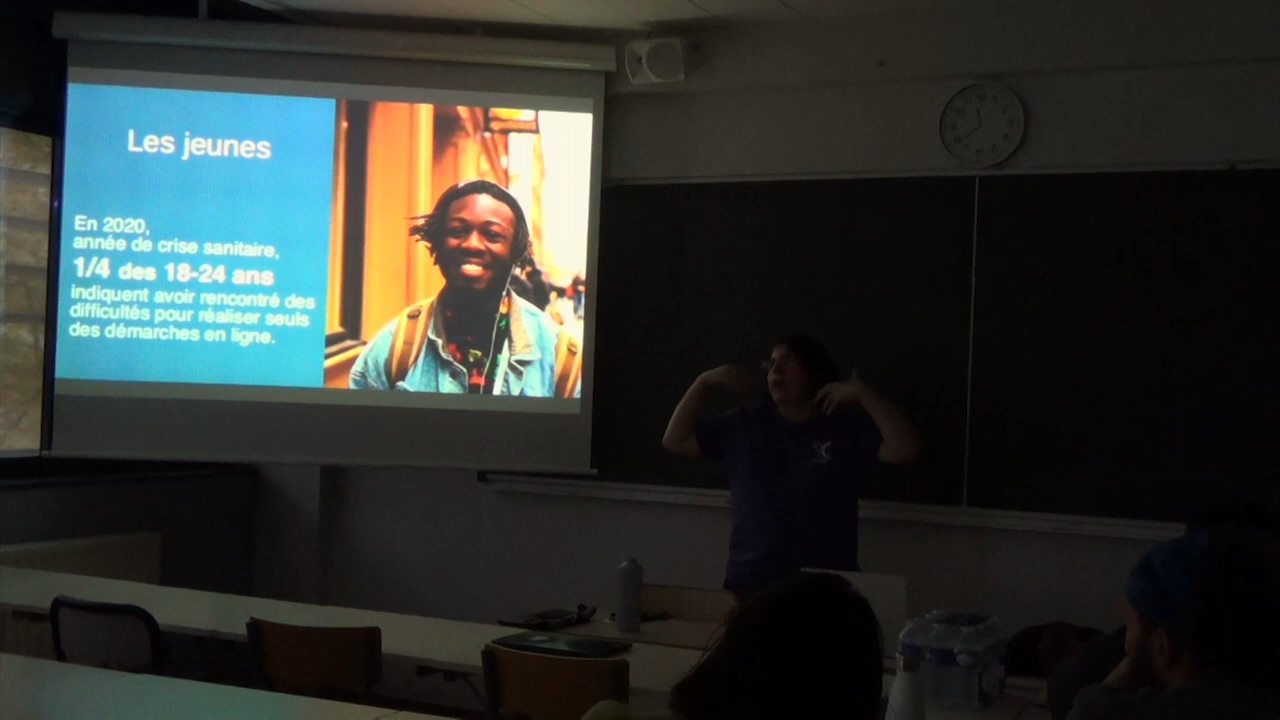 Les jeunes
En 2020,
année de crise sanitaire,
1/4 des 18-24 ans
indiquent avoir rencontré des
difficultés pour réaliser seuls
des démarches en ligne.